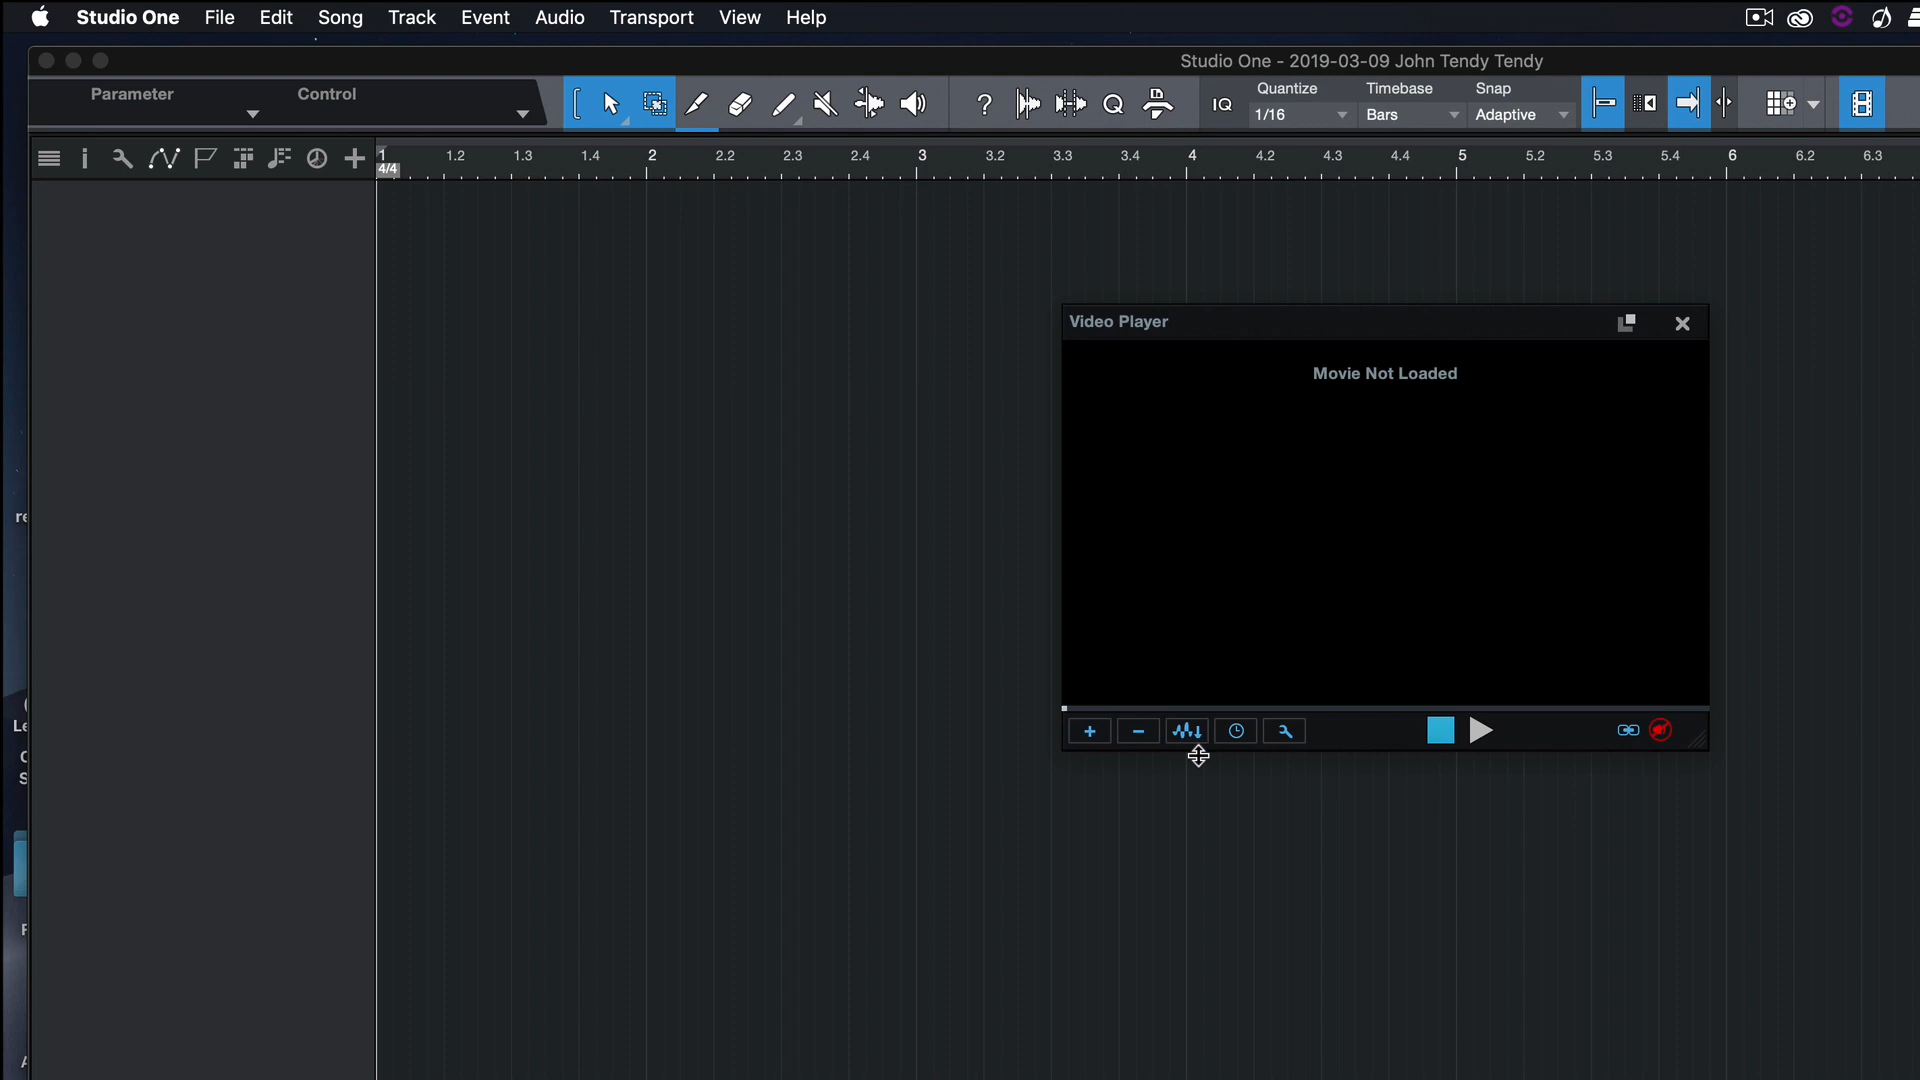 Studio One File Edit Song Track Event Audio Transport View Help
Studio One - 2019-03-09 John Tendy Tendy
Parameter Control
? Q IQ
Quantize Timebase Snap
1/16 Bars Adaptive
1 1.2 1.3 1.4 2 2.2 2.3 2.4 3 3.2 3.3 3.4 4 4.2 4.3 4.4 5 5.2 5.3 5.4 6 6.2 6.3
4/4
Video Player
Movie Not Loaded
re
Le